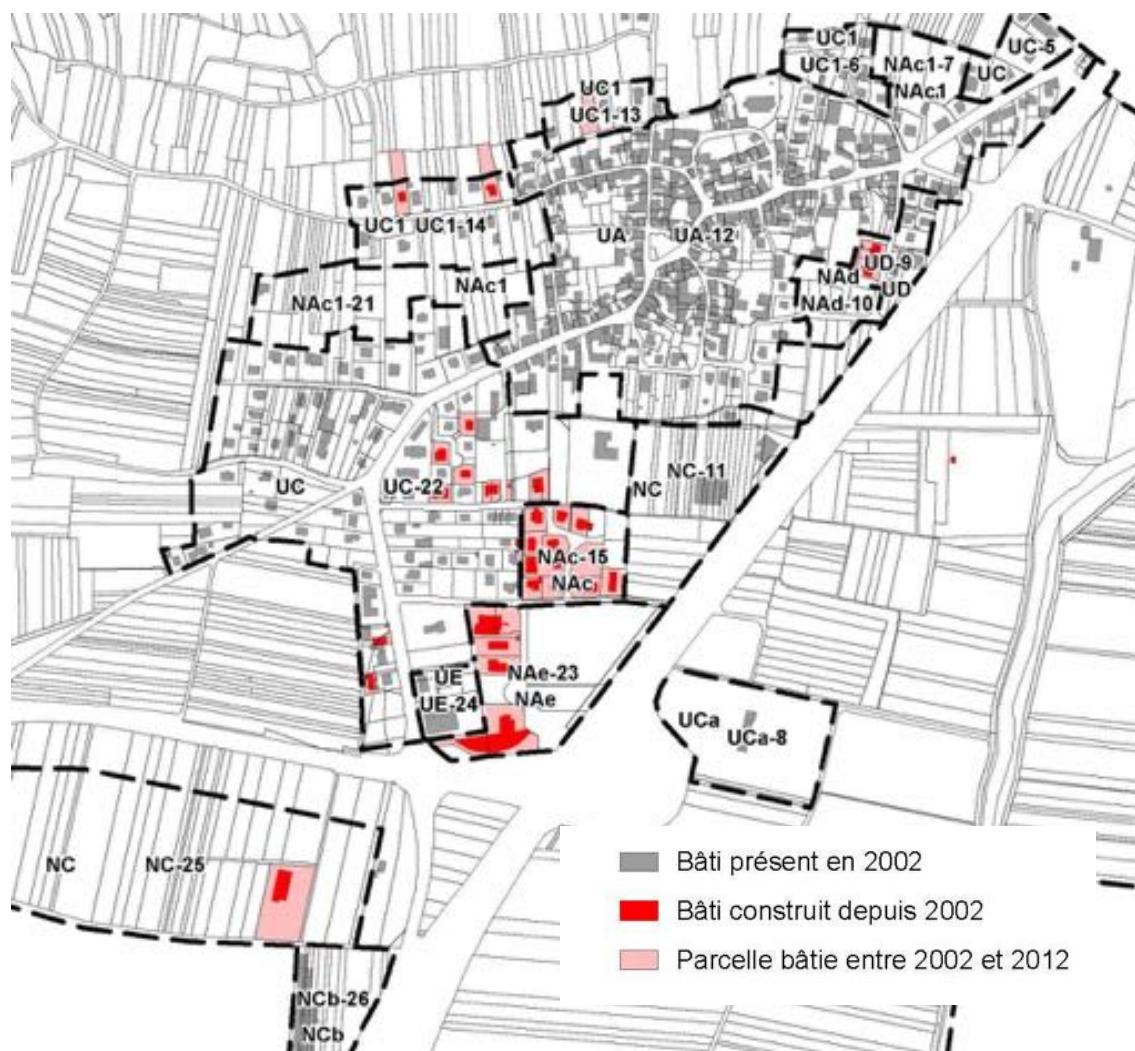 UC1
UC1-6
NAc1-7
NAc1
UC-5
UC
UC1
UC1-13
UC1
UC1-14
UA
UA-12
UD-9
UD
NAd
NAd-10
NAc1-21
NAc1
UC
UC-22
NC
NC-11
NAc-15
NAc
UE
UE-24
NAe-23
NAe
UCa
UCa-8
NC
NC-25
NCb-26
NCb
Bâti présent en 2002
Bâti construit depuis 2002
Parcelle bâtie entre 2002 et 2012